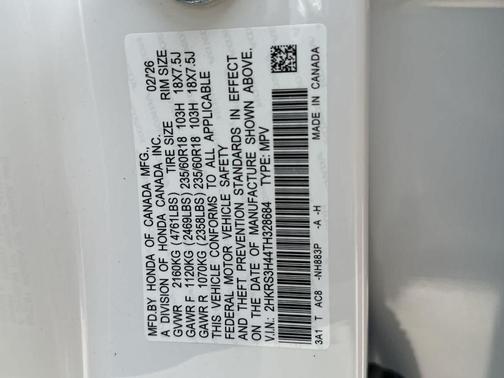 MFD.BY HONDA OF CANADA MFG., 02/'26
A DIVISION OF HONDA CANADA INC.
TIRE SIZE RIM SIZE
GVWR 2160KG (4761LBS)
GAWR F 1120KG (2469LBS) 235/60R18 103H 18X7.5J
GAWR R 1070KG (2358LBS) 235/60R18 103H 18X7.5J
THIS VEHICLE CONFORMS TO ALL APPLICABLE
FEDERAL MOTOR VEHICLE SAFETY
AND THEFT PREVENTION STANDARDS IN EFFECT
ON THE DATE OF MANUFACTURE SHOWN ABOVE.
V.I.N.: 2HKRS3H44TH328684 TYPE: MPV
3A1 T AC8 -NH883P -A -H MADE IN CANADA